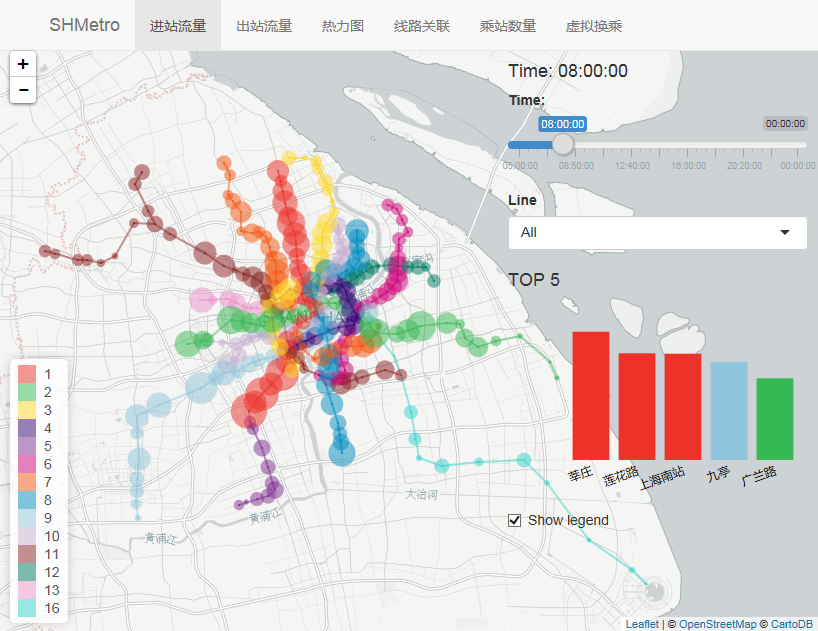 SHMetro 进站流量 出站流量 热力图 线路关联 乘站数量 虚拟换乘
+
−
Time: 08:00:00
Time:
08:00:00 00:00:00
05:00:00 08:50:00 12:40:00 16:30:00 20:20:00 00:00:00
Line
All
TOP 5
莘庄 莲花路 上海南站 九亭 广兰路
Show legend
1
2
3
4
5
6
7
8
9
10
11
12
13
16
大治河
黄浦江
黄浦江
Leaflet | © OpenStreetMap © CartoDB